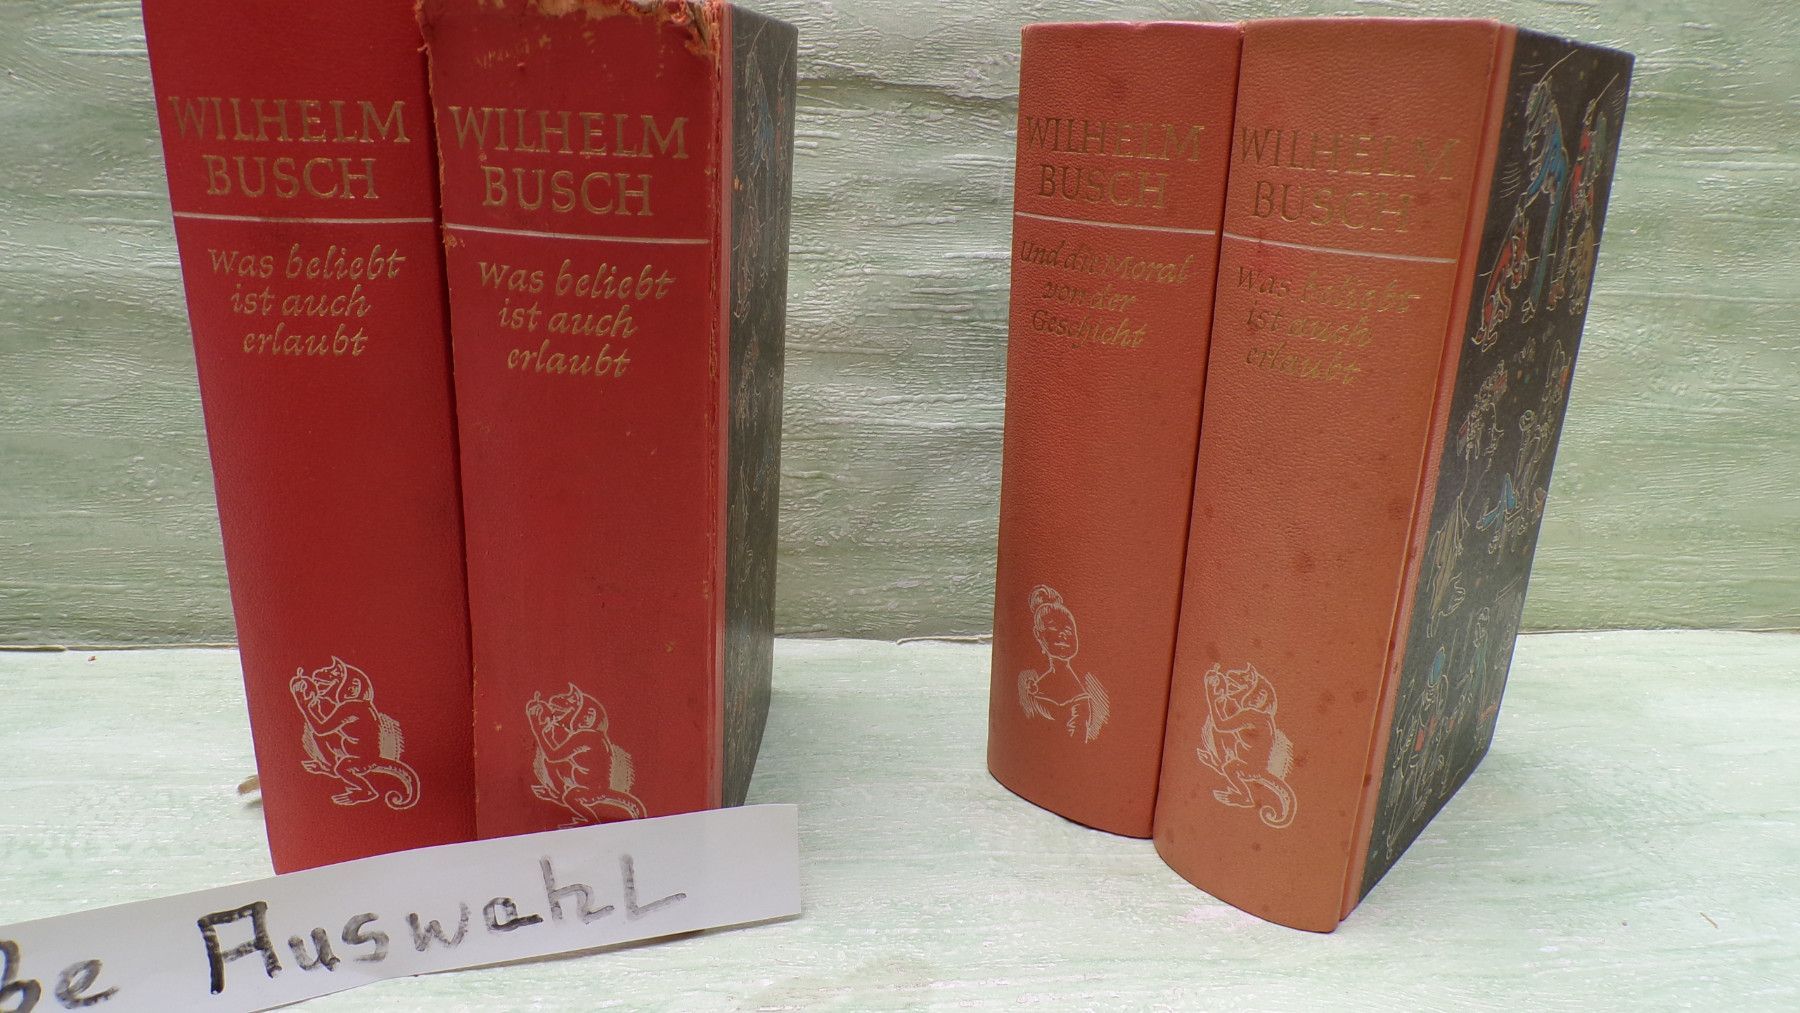 WILHELM
BUSCH
Was beliebt
ist auch
erlaubt
WILHELM
BUSCH
Was beliebt
ist auch
erlaubt
WILHELM
BUSCH
Und die Moral
von der
Geschicht
WILHELM
BUSCH
Was beliebt
ist auch
erlaubt
Auswahl